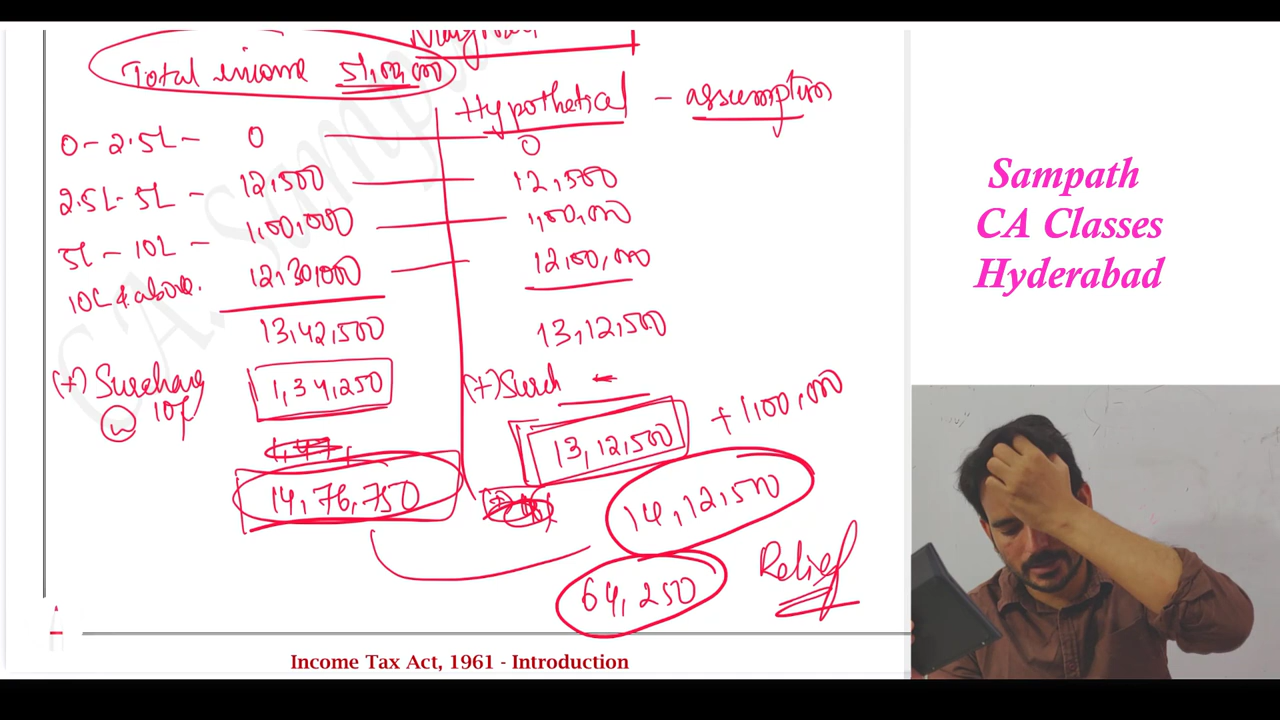 Total income 51,00,000
Hypothetical - assumption
0 - 2.5L - 0 0
2.5L - 5L - 12,500 12,500
5L - 10L - 1,00,000 1,00,000
10L & above. 12,30,000 12,00,000
13,42,500 13,12,500
(+) Surcharg 1,34,250 (+) Surch -
@ 10%
13,12,500 + 1,00,000
14,76,750 14,12,500
64,250 Relief
Income Tax Act, 1961 - Introduction
Sampath
CA Classes
Hyderabad